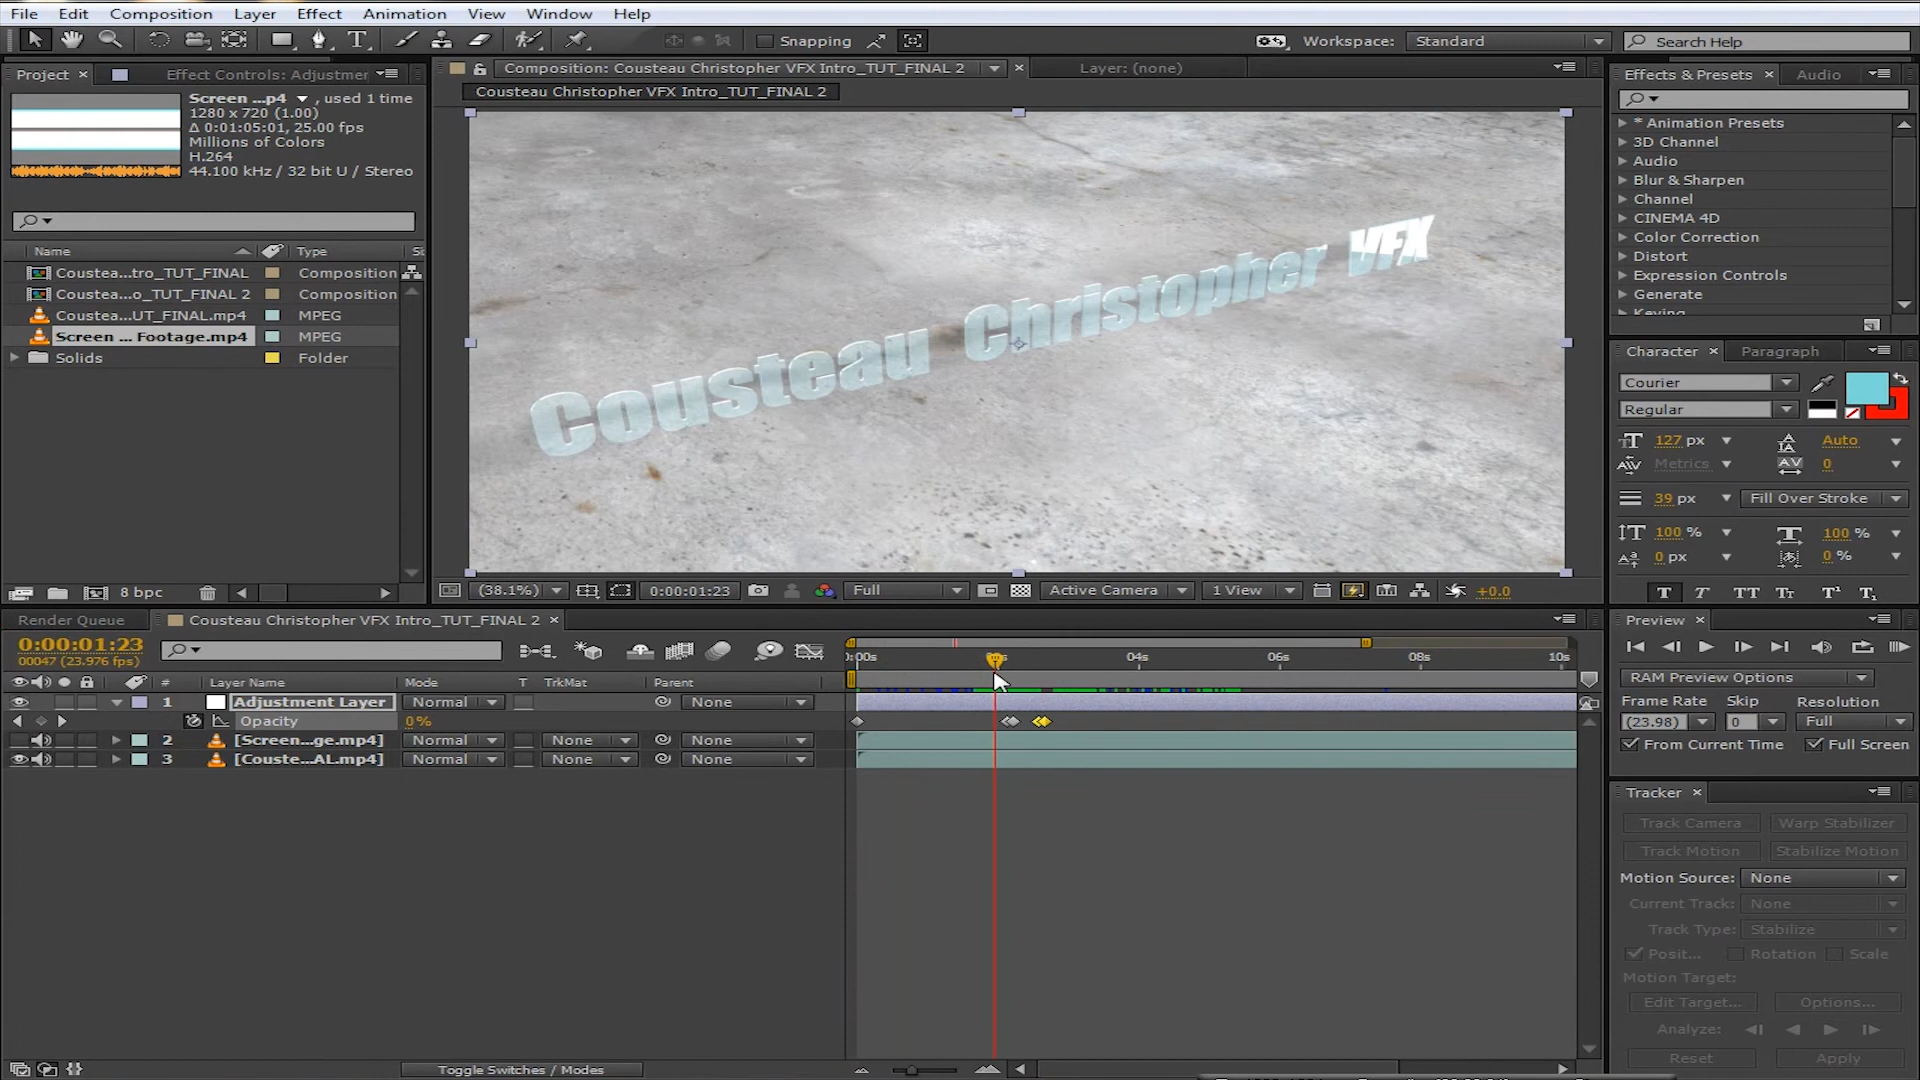 File Edit Composition Layer Effect Animation View Window Help
Snapping
Workspace: Standard
Search Help
Project
Effect Controls: Adjustmer
Composition: Cousteau Christopher VFX Intro_TUT_FINAL 2
Layer: (none)
Effects & Presets
Audio
Screen ...p4 , used 1 time
1280 x 720 (1.00)
Δ 0:01:05:01, 25.00 fps
Millions of Colors
H.264
44.100 kHz / 32 bit U / Stereo
Cousteau Christopher VFX Intro_TUT_FINAL 2
* Animation Presets
3D Channel
Audio
Blur & Sharpen
Channel
CINEMA 4D
Color Correction
Distort
Expression Controls
Generate
Keying
Name Type
Coustea...tro_TUT_FINAL Composition
Coustea...o_TUT_FINAL 2 Composition
Coustea...UT_FINAL.mp4 MPEG
Screen ... Footage.mp4 MPEG
Solids Folder
Cousteau Christopher VFX
Character
Paragraph
Courier
Regular
127 px Auto
Metrics 0
39 px Fill Over Stroke
100 % 100 %
0 px 0 %
T T TT Tт T¹ T₁
8 bpc
(38.1%) 0:00:01:23 Full Active Camera 1 View +0.0
Render Queue
Cousteau Christopher VFX Intro_TUT_FINAL 2
0:00:01:23
00047 (23.976 fps)
0:00s 04s 06s 08s 10s
# Layer Name Mode T TrkMat Parent
1 Adjustment Layer Normal None
Opacity 0 %
2 [Screen...ge.mp4] Normal None None
3 [Couste...AL.mp4] Normal None None
Toggle Switches / Modes
Preview
RAM Preview Options
Frame Rate Skip Resolution
(23.98) 0 Full
From Current Time Full Screen
Tracker
Track Camera Warp Stabilizer
Track Motion Stabilize Motion
Motion Source: None
Current Track: None
Track Type: Stabilize
Posit... Rotation Scale
Motion Target:
Edit Target... Options...
Analyze:
Reset Apply